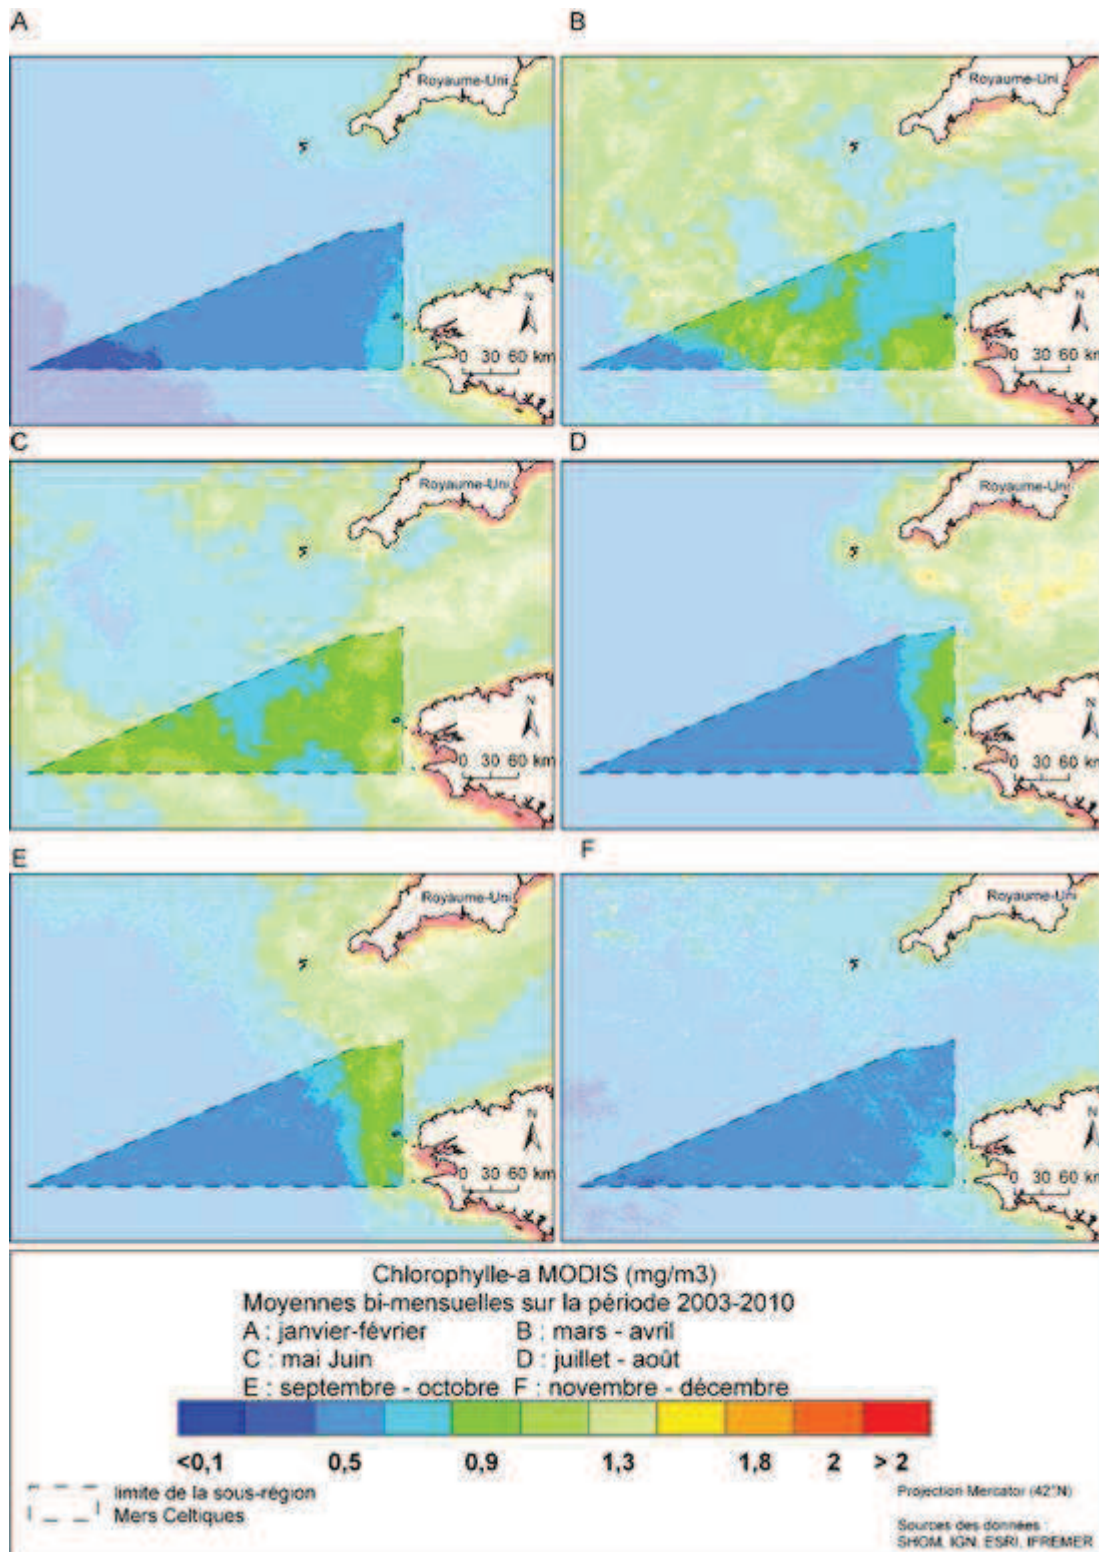 A
B
Royaume-Uni
Royaume-Uni
N
N
0 30 60 km
0 30 60 km
C
D
Royaume-Uni
Royaume-Uni
N
N
0 30 60 km
0 30 60 km
E
F
Royaume-Uni
Royaume-Uni
N
N
0 30 60 km
0 30 60 km
Chlorophylle-a MODIS (mg/m3)
Moyennes bi-mensuelles sur la période 2003-2010
A : janvier-février B : mars - avril
C : mai Juin D : juillet - août
E : septembre - octobre F : novembre - décembre
<0,1 0,5 0,9 1,3 1,8 2 > 2
limite de la sous-région
Mers Celtiques
Projection Mercator (42°N)
Sources des données :
SHOM, IGN, ESRI, IFREMER